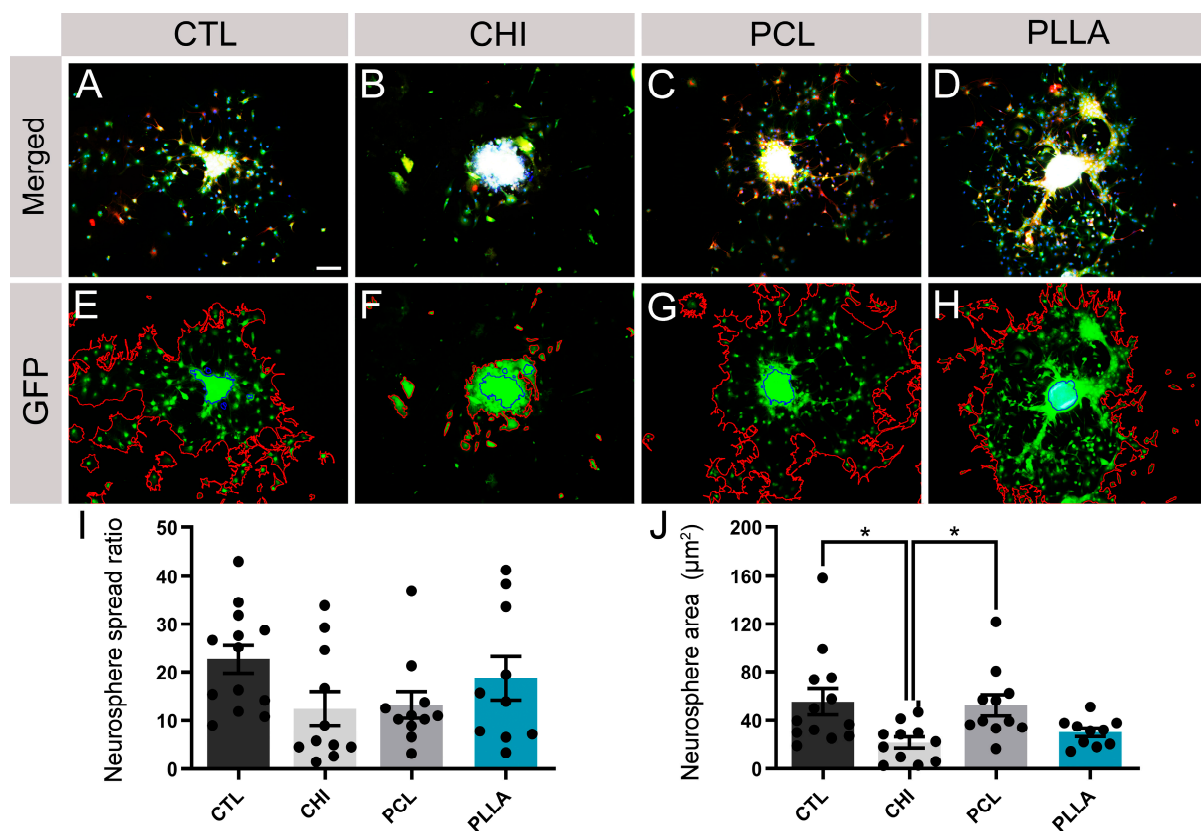 CTL CHI PCL PLLA
Merged
A B C D
GFP
E F G H
I
Neurosphere spread ratio
50
40
30
20
10
0
CTL CHI PCL PLLA
J
Neurosphere area (µm²)
200
160
120
80
40
0
* *
CTL CHI PCL PLLA